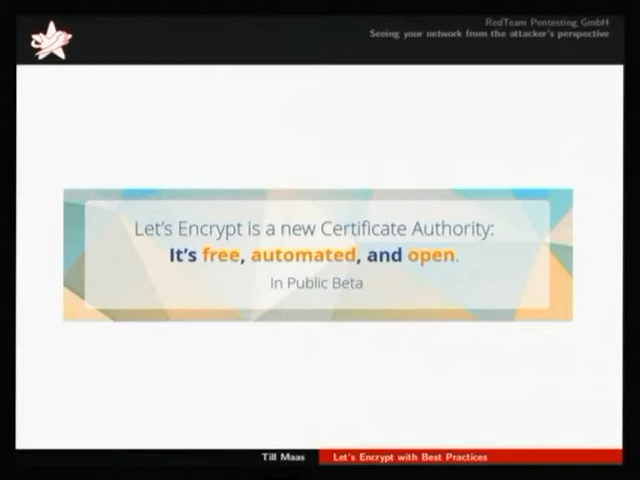 RedTeam Pentesting GmbH
Seeing your network from the attacker's perspective
Let's Encrypt is a new Certificate Authority:
It's free, automated, and open.
In Public Beta
Till Maas
Let's Encrypt with Best Practices